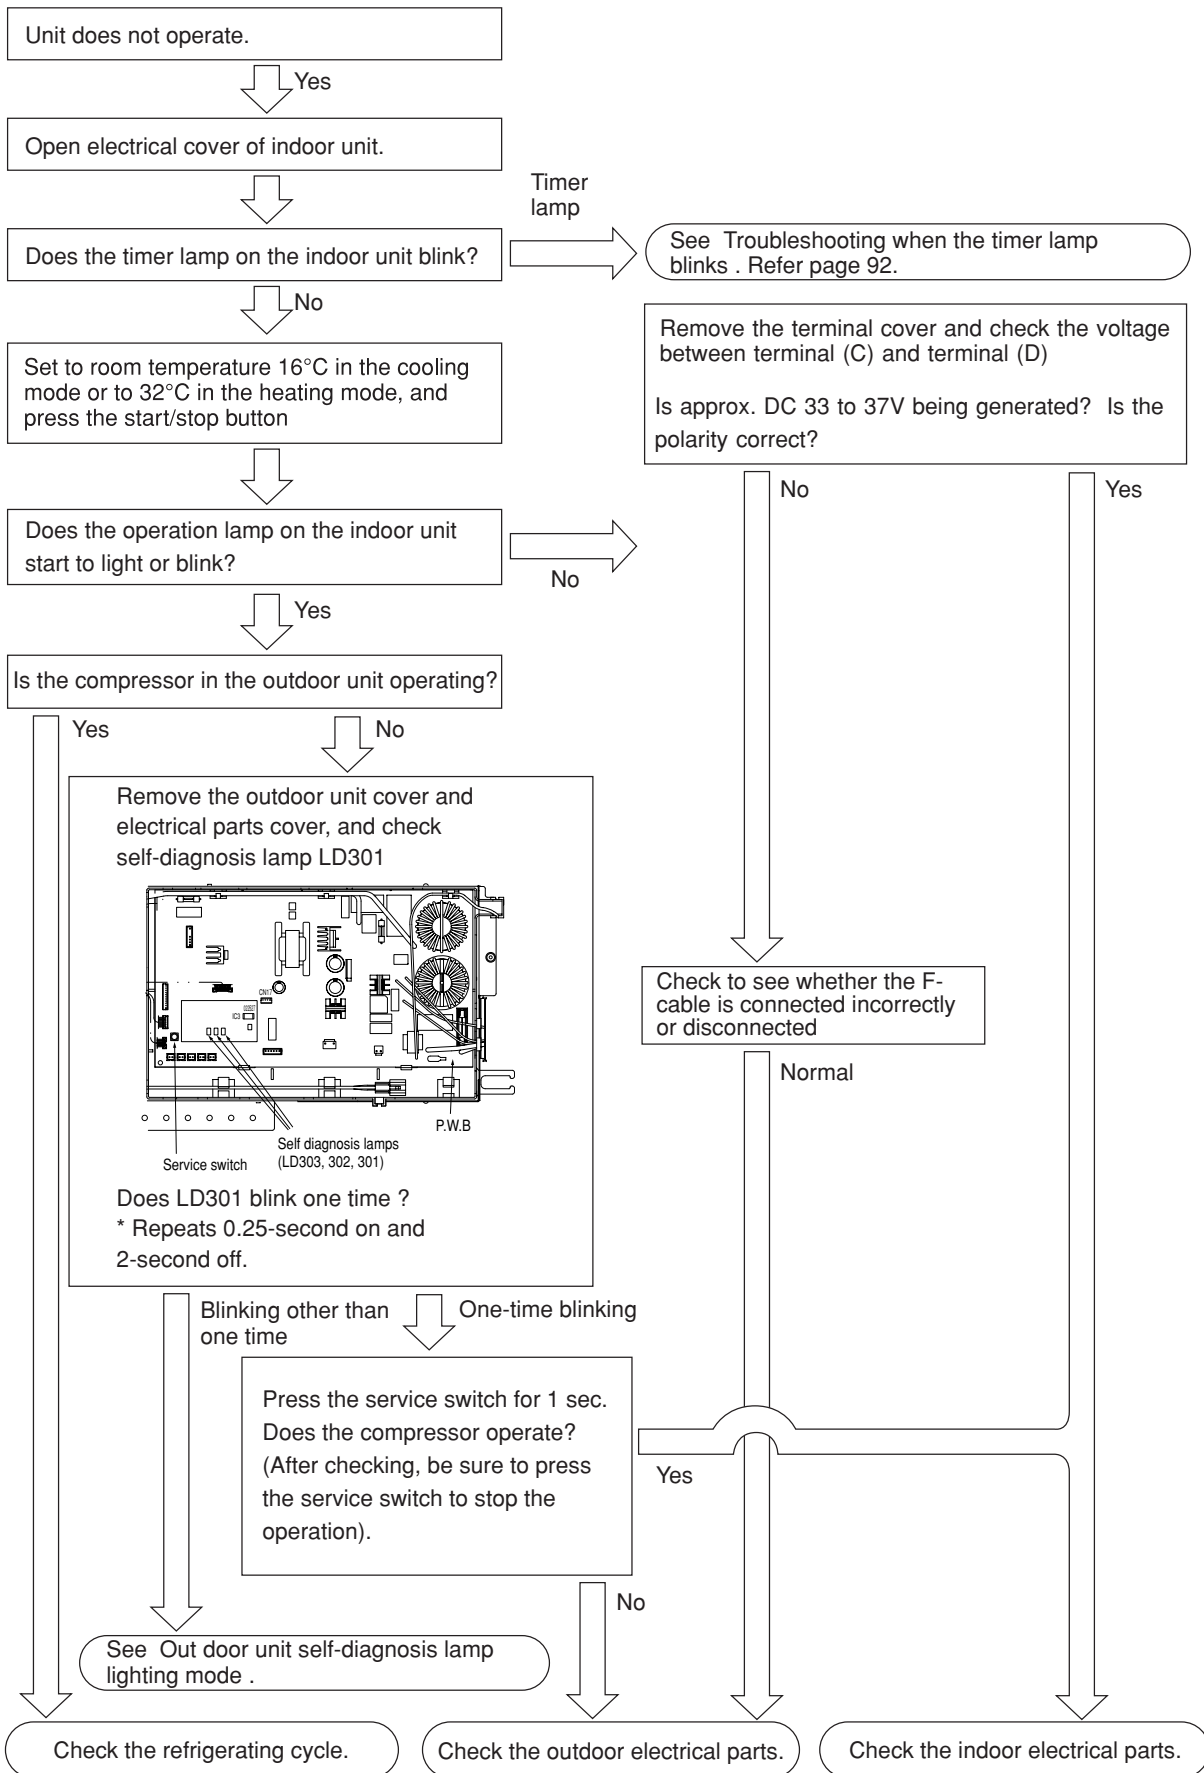 Unit does not operate.
Yes
Open electrical cover of indoor unit.
Timer
lamp
Does the timer lamp on the indoor unit blink?
See Troubleshooting when the timer lamp
blinks . Refer page 92.
No
Set to room temperature 16°C in the cooling
mode or to 32°C in the heating mode, and
press the start/stop button
Remove the terminal cover and check the voltage
between terminal (C) and terminal (D)
Is approx. DC 33 to 37V being generated? Is the
polarity correct?
No
Yes
Does the operation lamp on the indoor unit
start to light or blink?
No
Yes
Is the compressor in the outdoor unit operating?
Yes
No
Remove the outdoor unit cover and
electrical parts cover, and check
self-diagnosis lamp LD301
CN17
IC3
P.W.B
Self diagnosis lamps
(LD303, 302, 301)
Service switch
Does LD301 blink one time ?
* Repeats 0.25-second on and
2-second off.
Check to see whether the F-
cable is connected incorrectly
or disconnected
Normal
Blinking other than
one time
One-time blinking
Press the service switch for 1 sec.
Does the compressor operate?
(After checking, be sure to press
the service switch to stop the
operation).
Yes
No
See Out door unit self-diagnosis lamp
lighting mode .
Check the refrigerating cycle.
Check the outdoor electrical parts.
Check the indoor electrical parts.